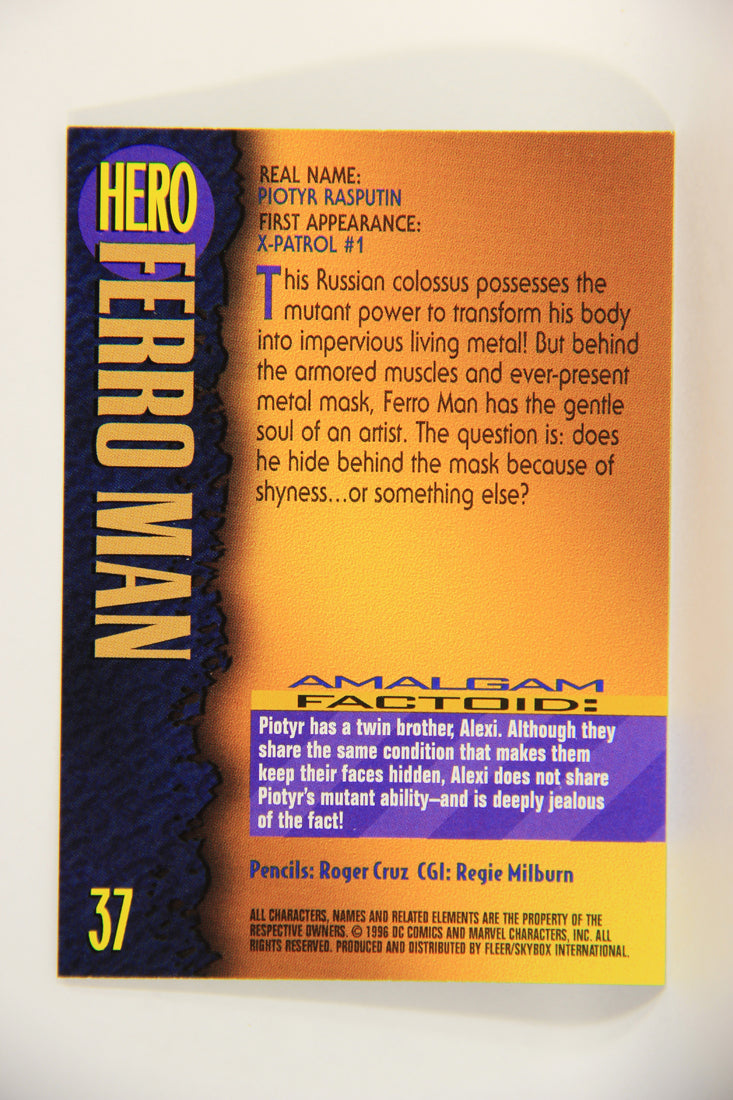 HERO
FERRO MAN
REAL NAME:
PIOTYR RASPUTIN
FIRST APPEARANCE:
X-PATROL #1
This Russian colossus possesses the
mutant power to transform his body
into impervious living metal! But behind
the armored muscles and ever-present
metal mask, Ferro Man has the gentle
soul of an artist. The question is: does
he hide behind the mask because of
shyness...or something else?
AMALGAM
FACTOID:
Piotyr has a twin brother, Alexi. Although they
share the same condition that makes them
keep their faces hidden, Alexi does not share
Piotyr's mutant ability—and is deeply jealous
of the fact!
Pencils: Roger Cruz CGI: Regie Milburn
37
ALL CHARACTERS, NAMES AND RELATED ELEMENTS ARE THE PROPERTY OF THE
RESPECTIVE OWNERS. © 1996 DC COMICS AND MARVEL CHARACTERS, INC. ALL
RIGHTS RESERVED. PRODUCED AND DISTRIBUTED BY FLEER/SKYBOX INTERNATIONAL.